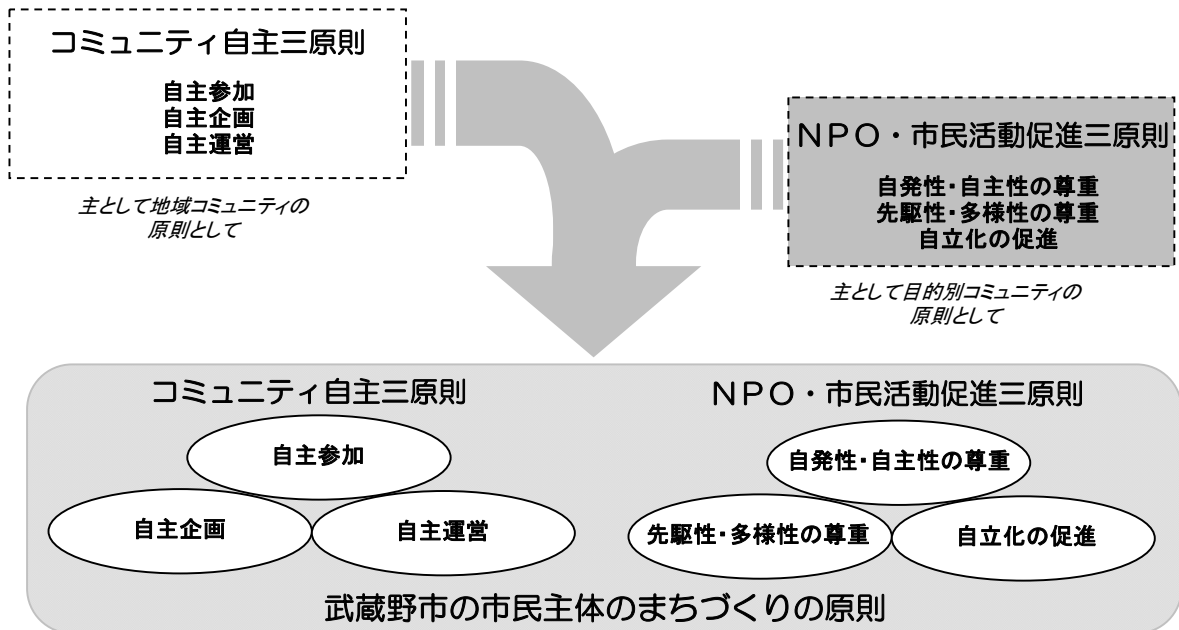 コミュニティ自主三原則
自主参加
自主企画
自主運営
主として地域コミュニティの
原則として
NPO・市民活動促進三原則
自発性・自主性の尊重
先駆性・多様性の尊重
自立化の促進
主として目的別コミュニティの
原則として
コミュニティ自主三原則
自主参加
自主企画
自主運営
NPO・市民活動促進三原則
自発性・自主性の尊重
先駆性・多様性の尊重
自立化の促進
武蔵野市の市民主体のまちづくりの原則